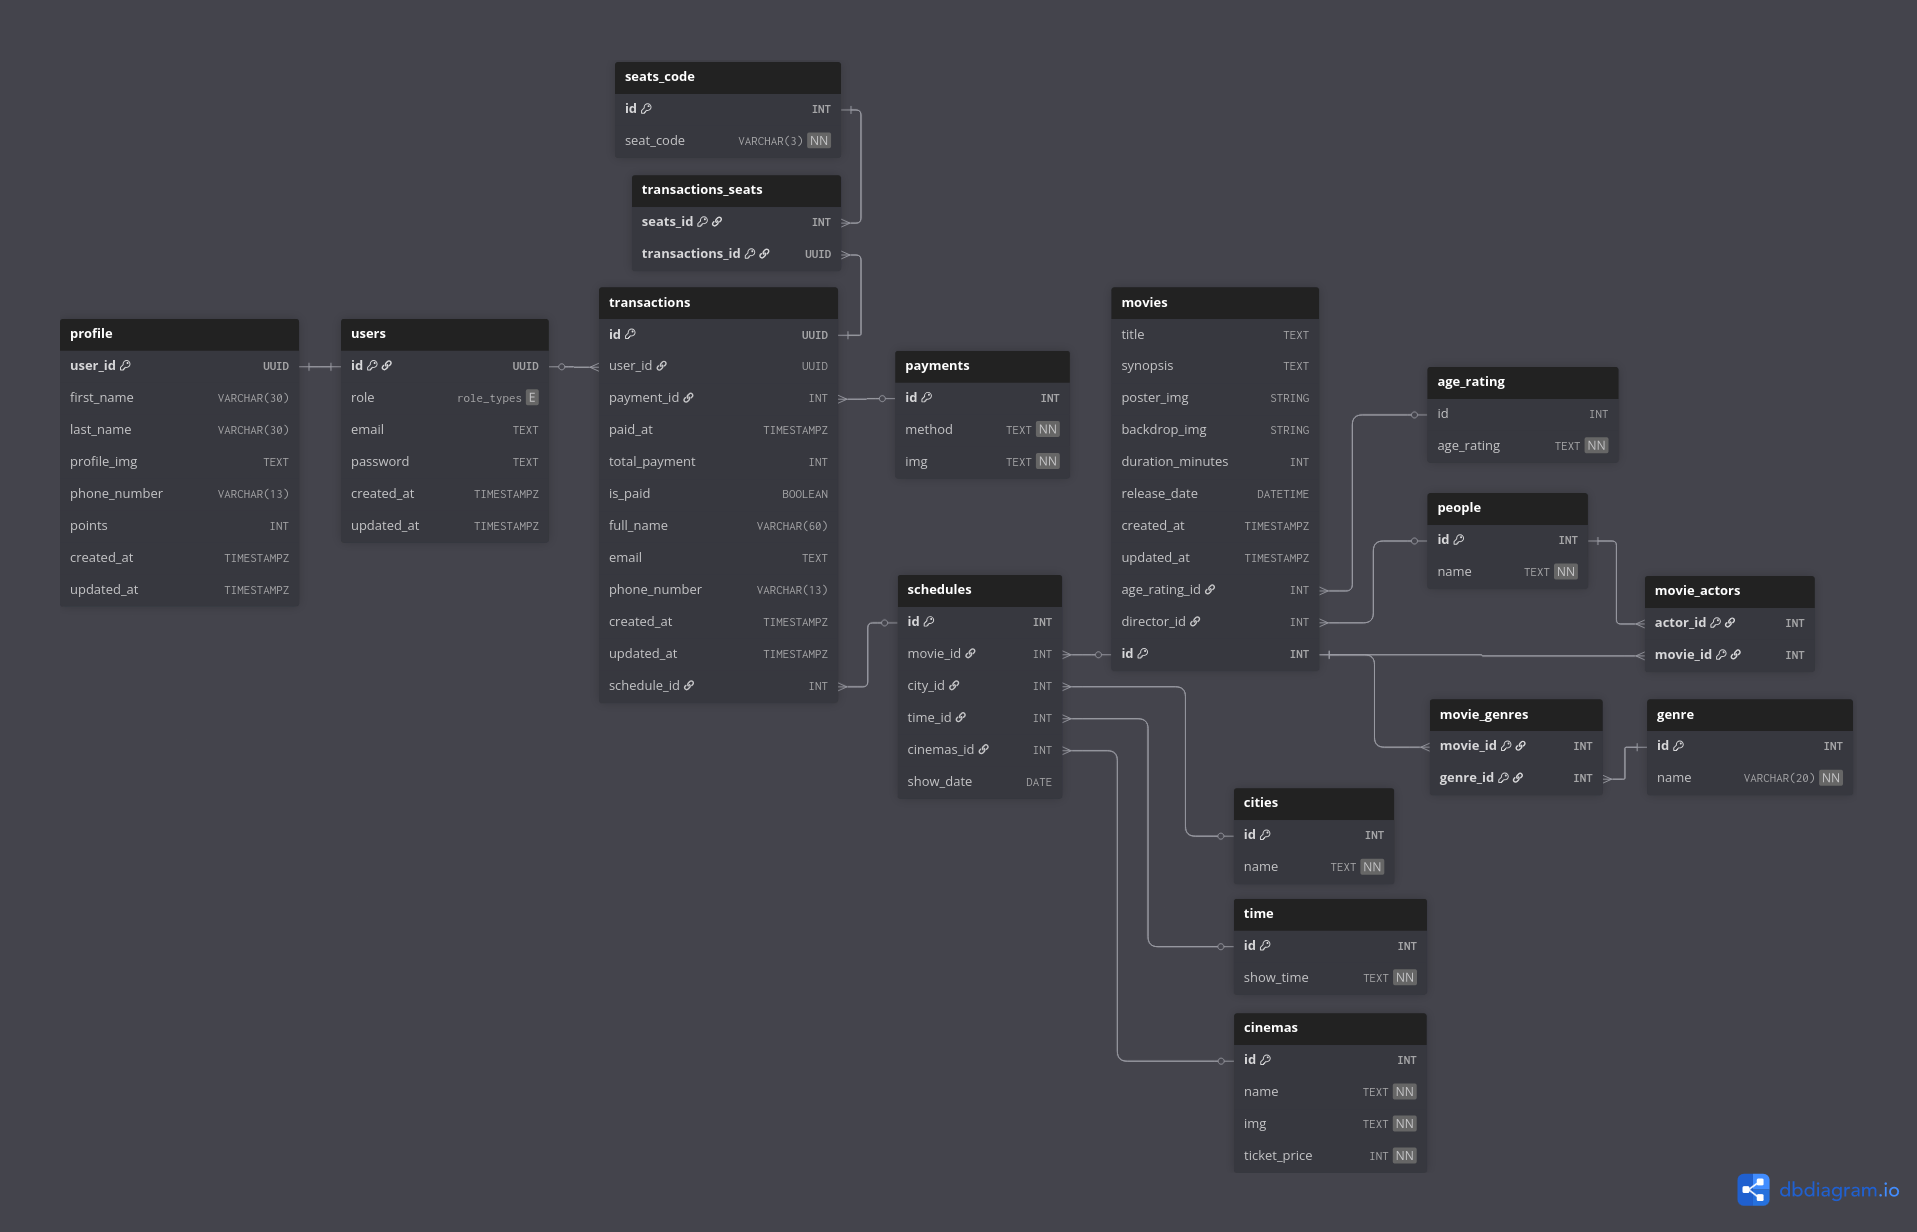 seats_code
id INT
seat_code VARCHAR(3) NN
transactions_seats
seats_id INT
transactions_id UUID
profile
user_id UUID
first_name VARCHAR(30)
last_name VARCHAR(30)
profile_img TEXT
phone_number VARCHAR(13)
points INT
created_at TIMESTAMPZ
updated_at TIMESTAMPZ
users
id UUID
role role_types E
email TEXT
password TEXT
created_at TIMESTAMPZ
updated_at TIMESTAMPZ
transactions
id UUID
user_id UUID
payment_id INT
paid_at TIMESTAMPZ
total_payment INT
is_paid BOOLEAN
full_name VARCHAR(60)
email TEXT
phone_number VARCHAR(13)
created_at TIMESTAMPZ
updated_at TIMESTAMPZ
schedule_id INT
payments
id INT
method TEXT NN
img TEXT NN
schedules
id INT
movie_id INT
city_id INT
time_id INT
cinemas_id INT
show_date DATE
movies
title TEXT
synopsis TEXT
poster_img STRING
backdrop_img STRING
duration_minutes INT
release_date DATETIME
created_at TIMESTAMPZ
updated_at TIMESTAMPZ
age_rating_id INT
director_id INT
id INT
age_rating
id INT
age_rating TEXT NN
people
id INT
name TEXT NN
movie_actors
actor_id INT
movie_id INT
movie_genres
movie_id INT
genre_id INT
genre
id INT
name VARCHAR(20) NN
cities
id INT
name TEXT NN
time
id INT
show_time TEXT NN
cinemas
id INT
name TEXT NN
img TEXT NN
ticket_price INT NN
dbdiagram.io